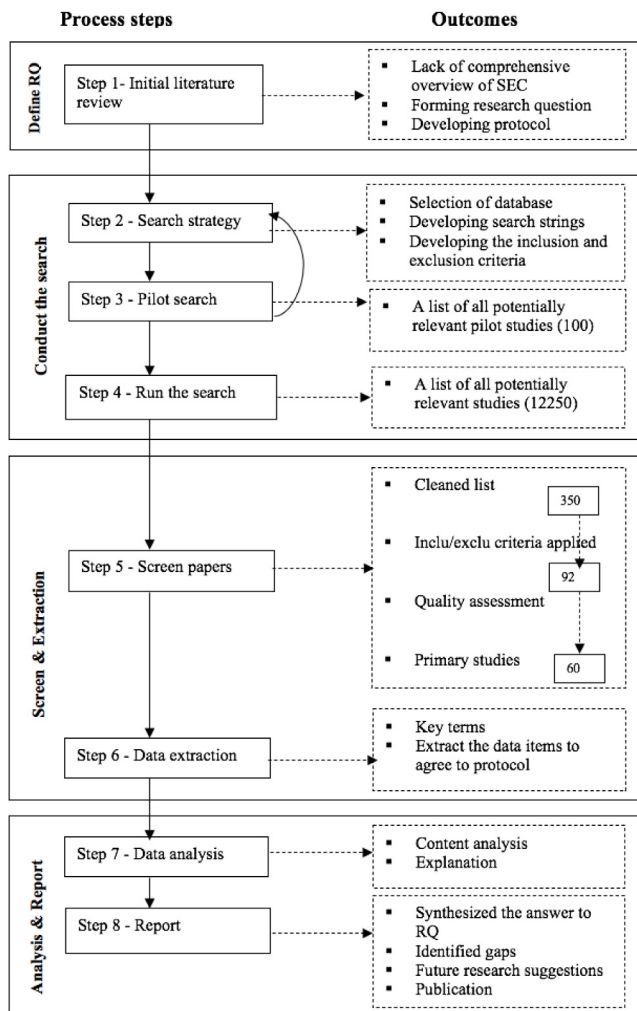 Process steps
Outcomes
Define RQ
Step 1- Initial literature
review
▪ Lack of comprehensive
overview of SEC
▪ Forming research question
▪ Developing protocol
Conduct the search
Step 2 - Search strategy
▪ Selection of database
▪ Developing search strings
▪ Developing the inclusion and
exclusion criteria
Step 3 - Pilot search
▪ A list of all potentially
relevant pilot studies (100)
Step 4 - Run the search
▪ A list of all potentially
relevant studies (12250)
Screen & Extraction
Step 5 - Screen papers
▪ Cleaned list
350
▪ Inclu/exclu criteria applied
92
▪ Quality assessment
▪ Primary studies
60
Step 6 - Data extraction
▪ Key terms
▪ Extract the data items to
agree to protocol
Analysis & Report
Step 7 - Data analysis
▪ Content analysis
▪ Explanation
Step 8 - Report
▪ Synthesized the answer to
RQ
▪ Identified gaps
▪ Future research suggestions
▪ Publication